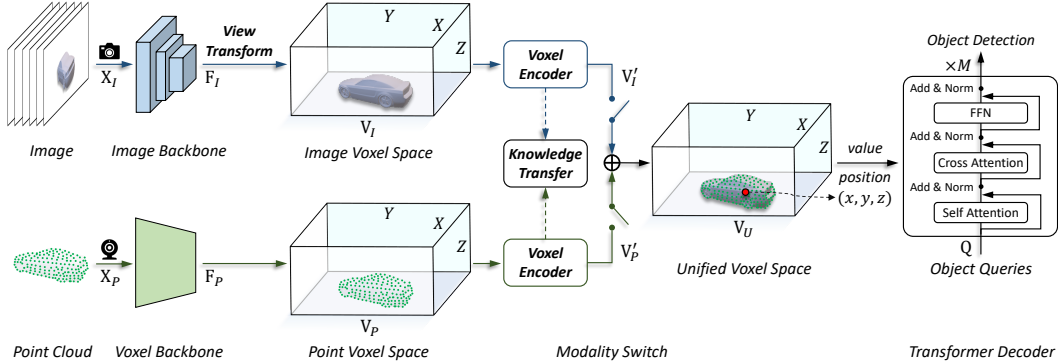 Image
X_I
Image Backbone
F_I
View
Transform
Y
X
Z
V_I
Image Voxel Space
Voxel
Encoder
V′_I
Knowledge
Transfer
Point Cloud
X_P
Voxel Backbone
F_P
Y
X
Z
V_P
Point Voxel Space
Voxel
Encoder
V′_P
Modality Switch
Y
X
Z
V_U
Unified Voxel Space
value
position
(x, y, z)
Object Detection
×M
Add & Norm
FFN
Add & Norm
Cross Attention
Add & Norm
Self Attention
Q
Object Queries
Transformer Decoder